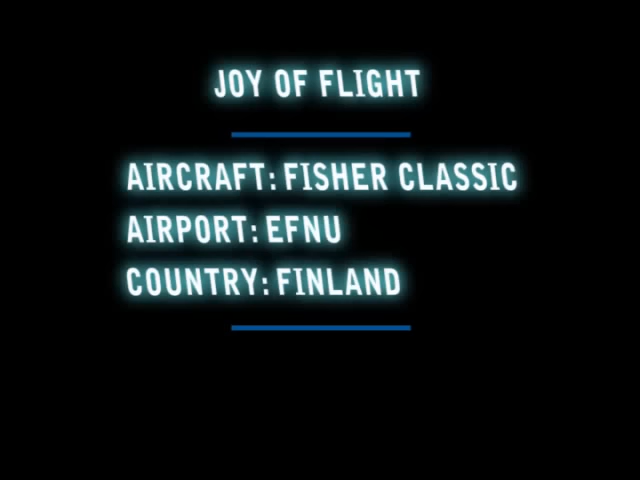 JOY OF FLIGHT
AIRCRAFT: FISHER CLASSIC
AIRPORT: EFNU
COUNTRY: FINLAND